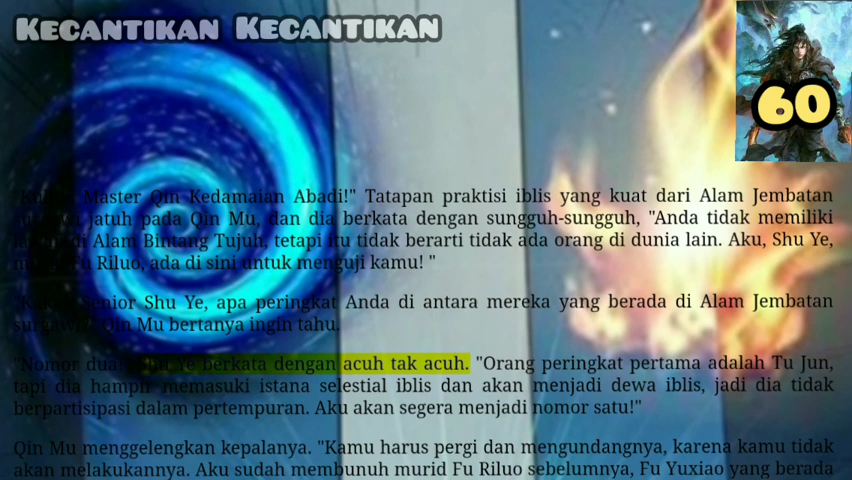 Kecantikan Kecantikan
60
Master Qin Kedamaian Abadi!" Tatapan praktisi iblis yang kuat dari Alam Jembatan
jatuh pada Qin Mu, dan dia berkata dengan sungguh-sungguh, "Anda tidak memiliki
di Alam Bintang Tujuh, tetapi itu tidak berarti tidak ada orang di dunia lain. Aku, Shu Ye,
Fu Riluo, ada di sini untuk menguji kamu! "
Senior Shu Ye, apa peringkat Anda di antara mereka yang berada di Alam Jembatan
surgawi?" Qin Mu bertanya ingin tahu.
"Nomor dua!" Shu Ye berkata dengan acuh tak acuh. "Orang peringkat pertama adalah Tu Jun,
tapi dia hampir memasuki istana selestial iblis dan akan menjadi dewa iblis, jadi dia tidak
berpartisipasi dalam pertempuran. Aku akan segera menjadi nomor satu!"
Qin Mu menggelengkan kepalanya. "Kamu harus pergi dan mengundangnya, karena kamu tidak
akan melakukannya. Aku sudah membunuh murid Fu Riluo sebelumnya, Fu Yuxiao yang berada